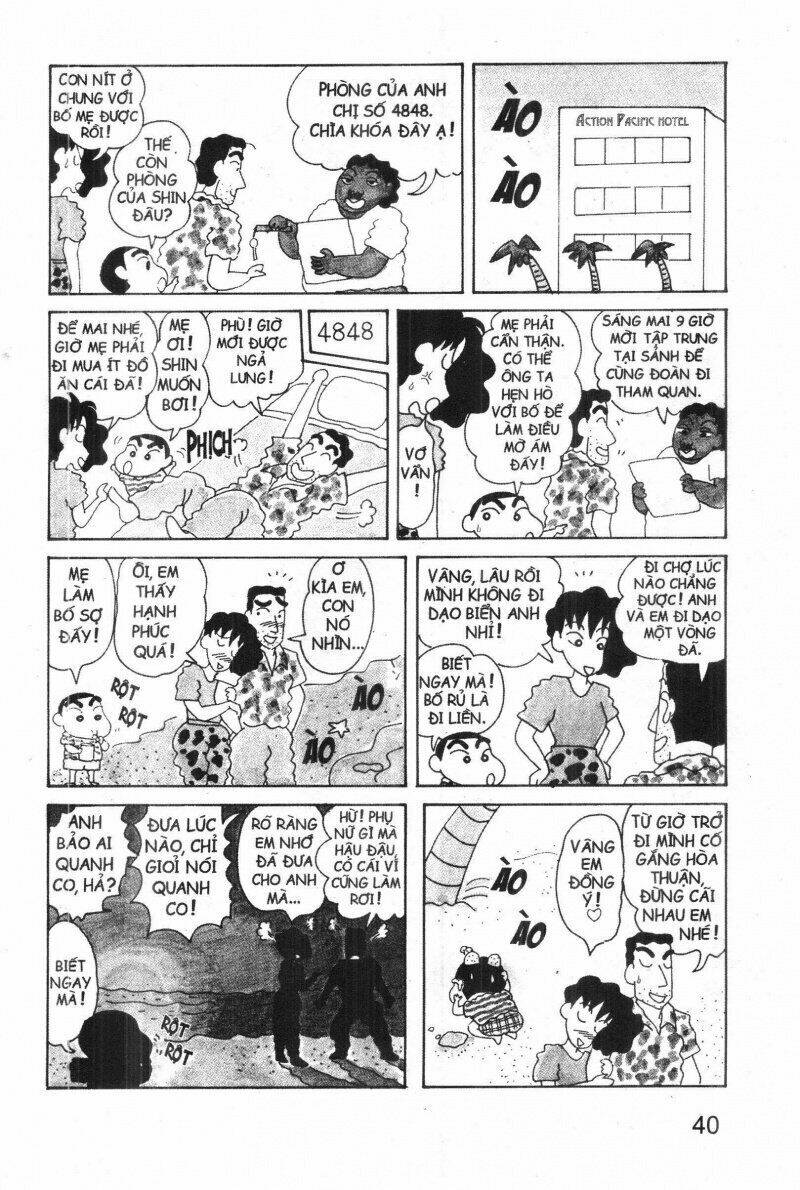 ÀO
ÀO
ACTION PACIFIC HOTEL
PHÒNG CỦA ANH
CHỊ SỐ 4848.
CHÌA KHÓA ĐÂY Ạ!
THẾ
CÒN
PHÒNG
CỦA SHIN
ĐÂU?
CON NÍT Ở
CHUNG VỚI
BỐ MẸ ĐƯỢC
RỒI!
SÁNG MAI 9 GIỜ
MỜI TẬP TRUNG
TẠI SẢNH ĐỂ
CÙNG ĐOÀN ĐI
THAM QUAN.
MẸ PHẢI
CẨN THẬN.
CÓ THỂ
ÔNG TA
HẸN HÒ
VỚI BỐ ĐỂ
LÀM ĐIỀU
MỜ ÁM
ĐẤY!
VỚ
VẨN!
4848
PHÙ! GIỜ
MỚI ĐƯỢC
NGẢ
LƯNG!
PHỊCH
MẸ
ƠI!
SHIN
MUỐN
BƠI!
ĐỂ MAI NHÉ,
GIỜ MẸ PHẢI
ĐI MUA ÍT ĐỒ
ĂN CÁI ĐÃ!
ĐI CHỢ LÚC
NÀO CHẲNG
ĐƯỢC! ANH
VÀ EM ĐI DẠO
MỘT VÒNG
ĐÃ.
VÂNG, LÂU RỒI
MÌNH KHÔNG ĐI
DẠO BIỂN ANH
NHỈ!
BIẾT
NGAY MÀ!
BỐ RỦ LÀ
ĐI LIỀN.
Ơ
KÌA EM,
CON
NÓ
NHÌN...
ÔI, EM
THẤY
HẠNH
PHÚC
QUÁ!
MẸ
LÀM
BỐ SỢ
ĐẤY!
RỘT
RỘT
ÀO
ÀO
TỪ GIỜ TRỞ
ĐI MÌNH CỐ
GẮNG HÒA
THUẬN,
ĐỪNG CÃI
NHAU EM
NHÉ!
VÂNG
EM
ĐỒNG
Ý! ♡
ÀO
ÀO
HỪ! PHỤ
NỮ GÌ MÀ
HẬU ĐẬU,
CÓ CÁI VÍ
CŨNG LÀM
RƠI!
RÕ RÀNG
EM NHỚ
ĐÃ ĐƯA
CHO ANH
MÀ...
ĐƯA LÚC
NÀO, CHỈ
GIỎI NÓI
QUANH
CO!
ANH
BẢO AI
QUANH
CO, HẢ?
BIẾT
NGAY
MÀ!
RỘT
RỘT
40